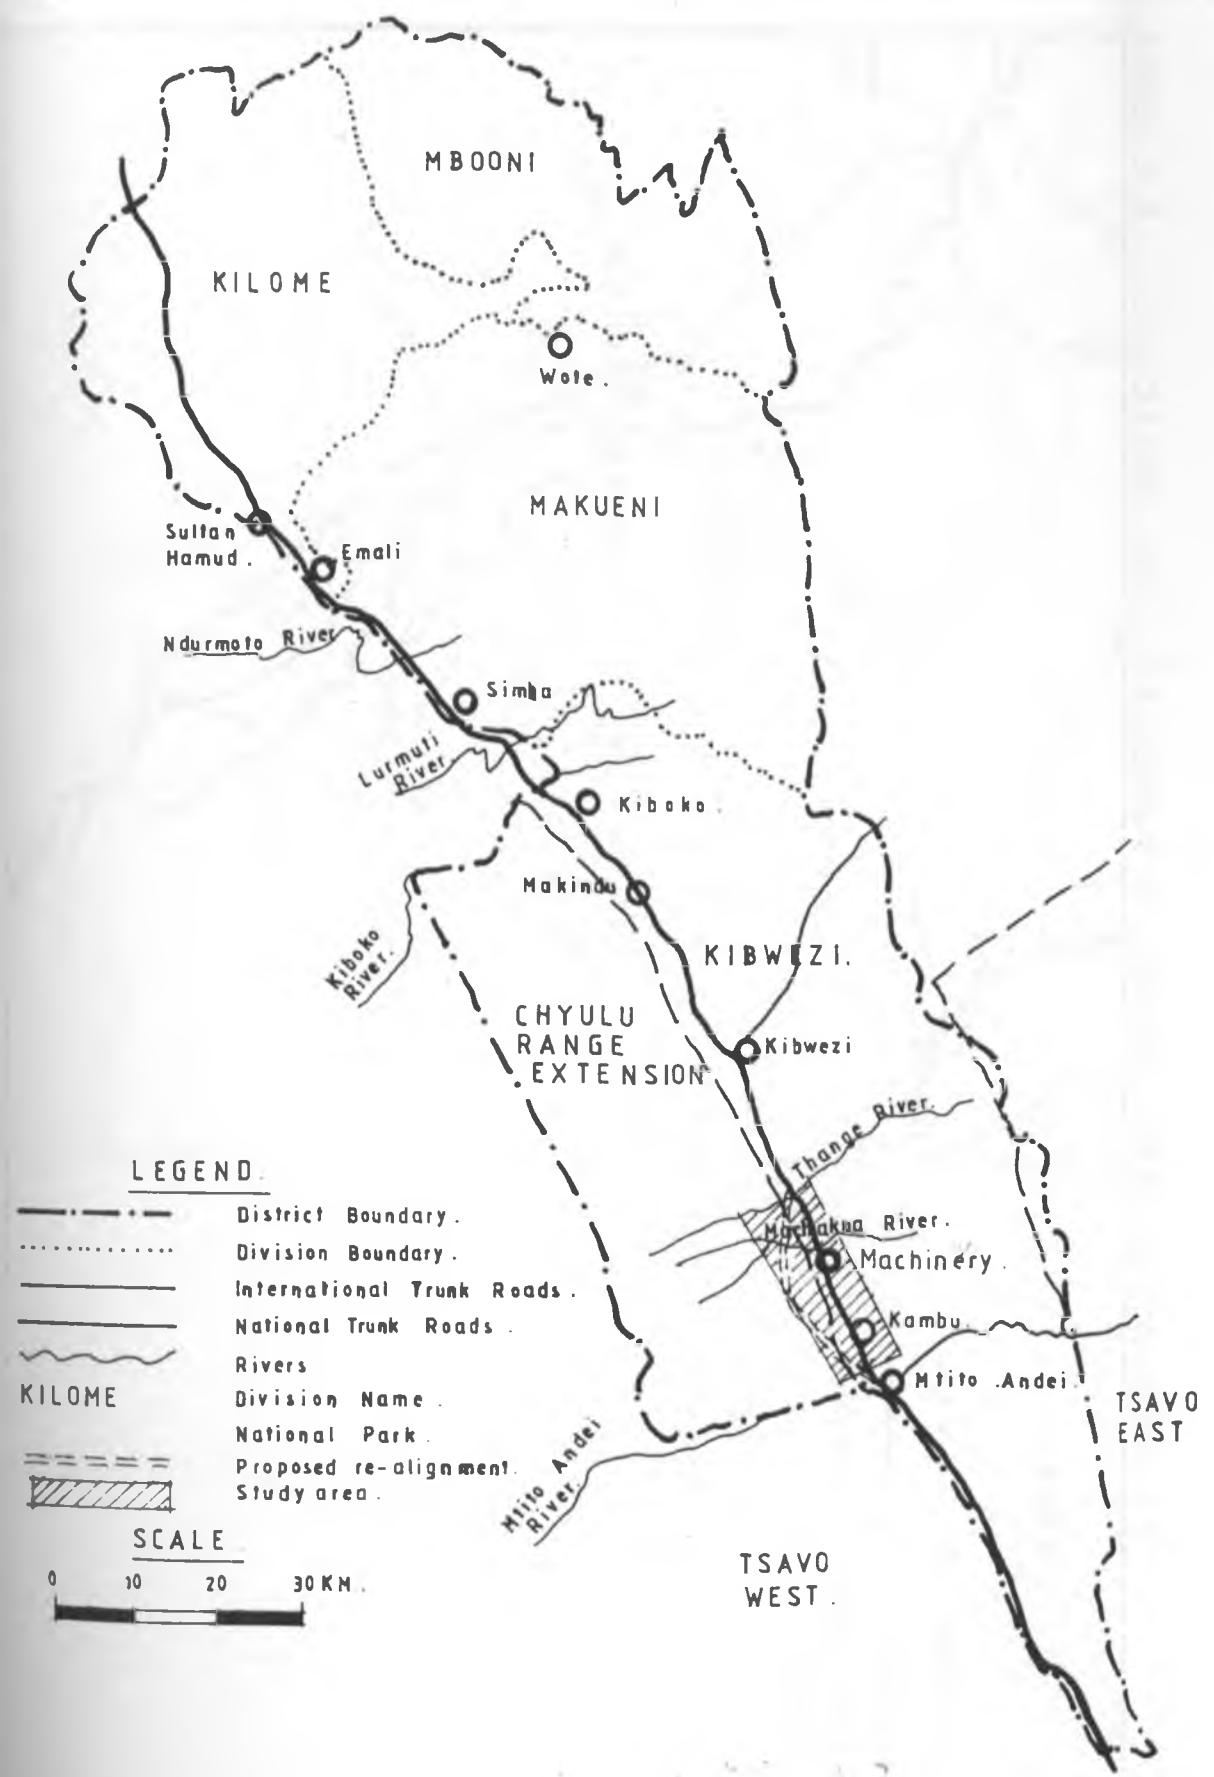 MBOONI
KILOME
Wote .
MAKUENI
Sultan
Hamud .
Emali
Ndurmoto River
Simba
Lurmuti
River
Kiboko .
Makindu
KIBWEZI.
Kiboko
River.
CHYULU
RANGE
EXTENSION
Kibwezi
Thange River.
Machakua River.
Machinery .
Kambu.
Mtito .Andei.
TSAVO
EAST
Mtito Andei
River.
TSAVO
WEST .
LEGEND.
District Boundary .
Division Boundary .
International Trunk Roads .
National Trunk Roads .
Rivers
KILOME Division Name .
National Park .
Proposed re-alignment.
Study area .
SCALE
0 10 20 30 KM .